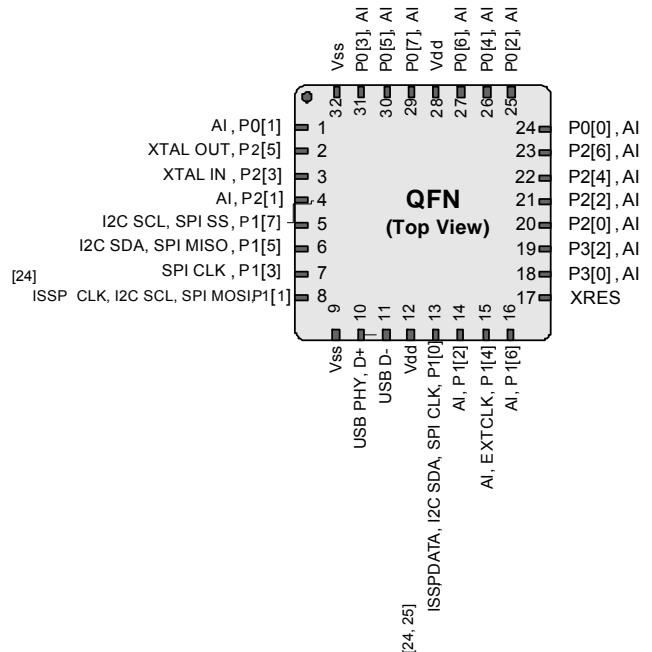 Vss
P0[3], AI
P0[5], AI
P0[7], AI
Vdd
P0[6], AI
P0[4], AI
P0[2], AI
32
31
30
29
28
27
26
25
AI, P0[1] 1
XTAL OUT, P2[5] 2
XTAL IN, P2[3] 3
AI, P2[1] 4
I2C SCL, SPI SS, P1[7] 5
I2C SDA, SPI MISO, P1[5] 6
SPI CLK, P1[3] 7
[24]
ISSP CLK, I2C SCL, SPI MOSI, P1[1] 8
QFN
(Top View)
24 P0[0], AI
23 P2[6], AI
22 P2[4], AI
21 P2[2], AI
20 P2[0], AI
19 P3[2], AI
18 P3[0], AI
17 XRES
9
10
11
12
13
14
15
16
Vss
USB PHY, D+
USB D-
Vdd
ISSPDATA, I2C SDA, SPI CLK, P1[0]
AI, P1[2]
AI, EXTCLK, P1[4]
AI, P1[6]
[24, 25]